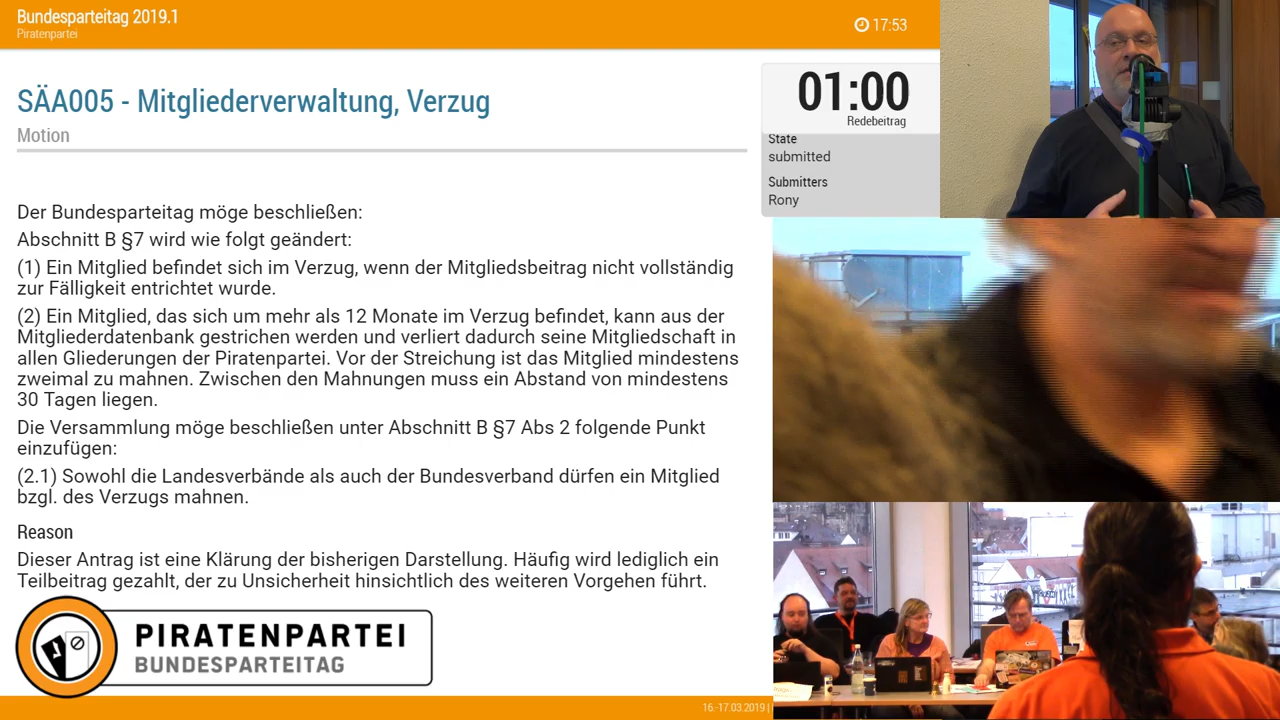 Bundesparteitag 2019.1
Piratenpartei
17:53
SÄA005 - Mitgliederverwaltung, Verzug
Motion
01:00
Redebeitrag
State
submitted
Submitters
Rony
Der Bundesparteitag möge beschließen:
Abschnitt B §7 wird wie folgt geändert:
(1) Ein Mitglied befindet sich im Verzug, wenn der Mitgliedsbeitrag nicht vollständig
zur Fälligkeit entrichtet wurde.
(2) Ein Mitglied, das sich um mehr als 12 Monate im Verzug befindet, kann aus der
Mitgliederdatenbank gestrichen werden und verliert dadurch seine Mitgliedschaft in
allen Gliederungen der Piratenpartei. Vor der Streichung ist das Mitglied mindestens
zweimal zu mahnen. Zwischen den Mahnungen muss ein Abstand von mindestens
30 Tagen liegen.
Die Versammlung möge beschließen unter Abschnitt B §7 Abs 2 folgende Punkt
einzufügen:
(2.1) Sowohl die Landesverbände als auch der Bundesverband dürfen ein Mitglied
bzgl. des Verzugs mahnen.
Reason
Dieser Antrag ist eine Klärung der bisherigen Darstellung. Häufig wird lediglich ein
Teilbeitrag gezahlt, der zu Unsicherheit hinsichtlich des weiteren Vorgehen führt.
PIRATENPARTEI
BUNDESPARTEITAG
16.-17.03.2019 |